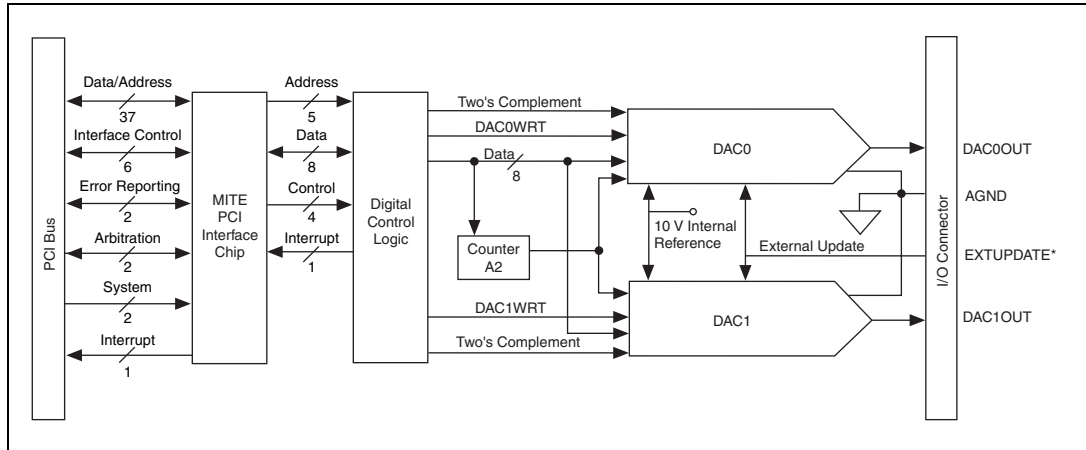 PCI Bus
Data/Address
37
Interface Control
6
Error Reporting
2
Arbitration
2
System
2
Interrupt
1
MITE
PCI
Interface
Chip
Address
5
Data
8
Control
4
Interrupt
1
Digital
Control
Logic
Two's Complement
DAC0WRT
Data
8
Counter
A2
DAC1WRT
Two's Complement
DAC0
10 V Internal
Reference
External Update
DAC1
I/O Connector
DAC0OUT
AGND
EXTUPDATE*
DAC1OUT